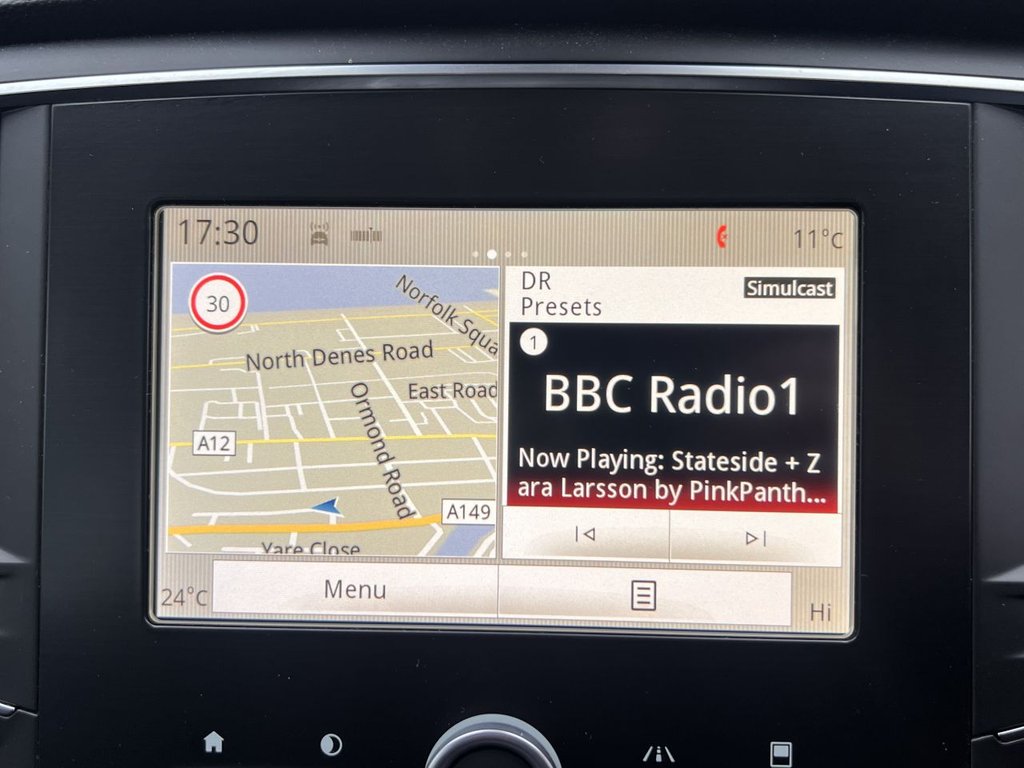 17:30
11°C
30
Norfolk Squa
North Denes Road
East Road
Ormond Road
A12
A149
Yare Close
DR
Presets
Simulcast
1
BBC Radio1
Now Playing: Stateside + Z
ara Larsson by PinkPanth...
24°C
Menu
Hi